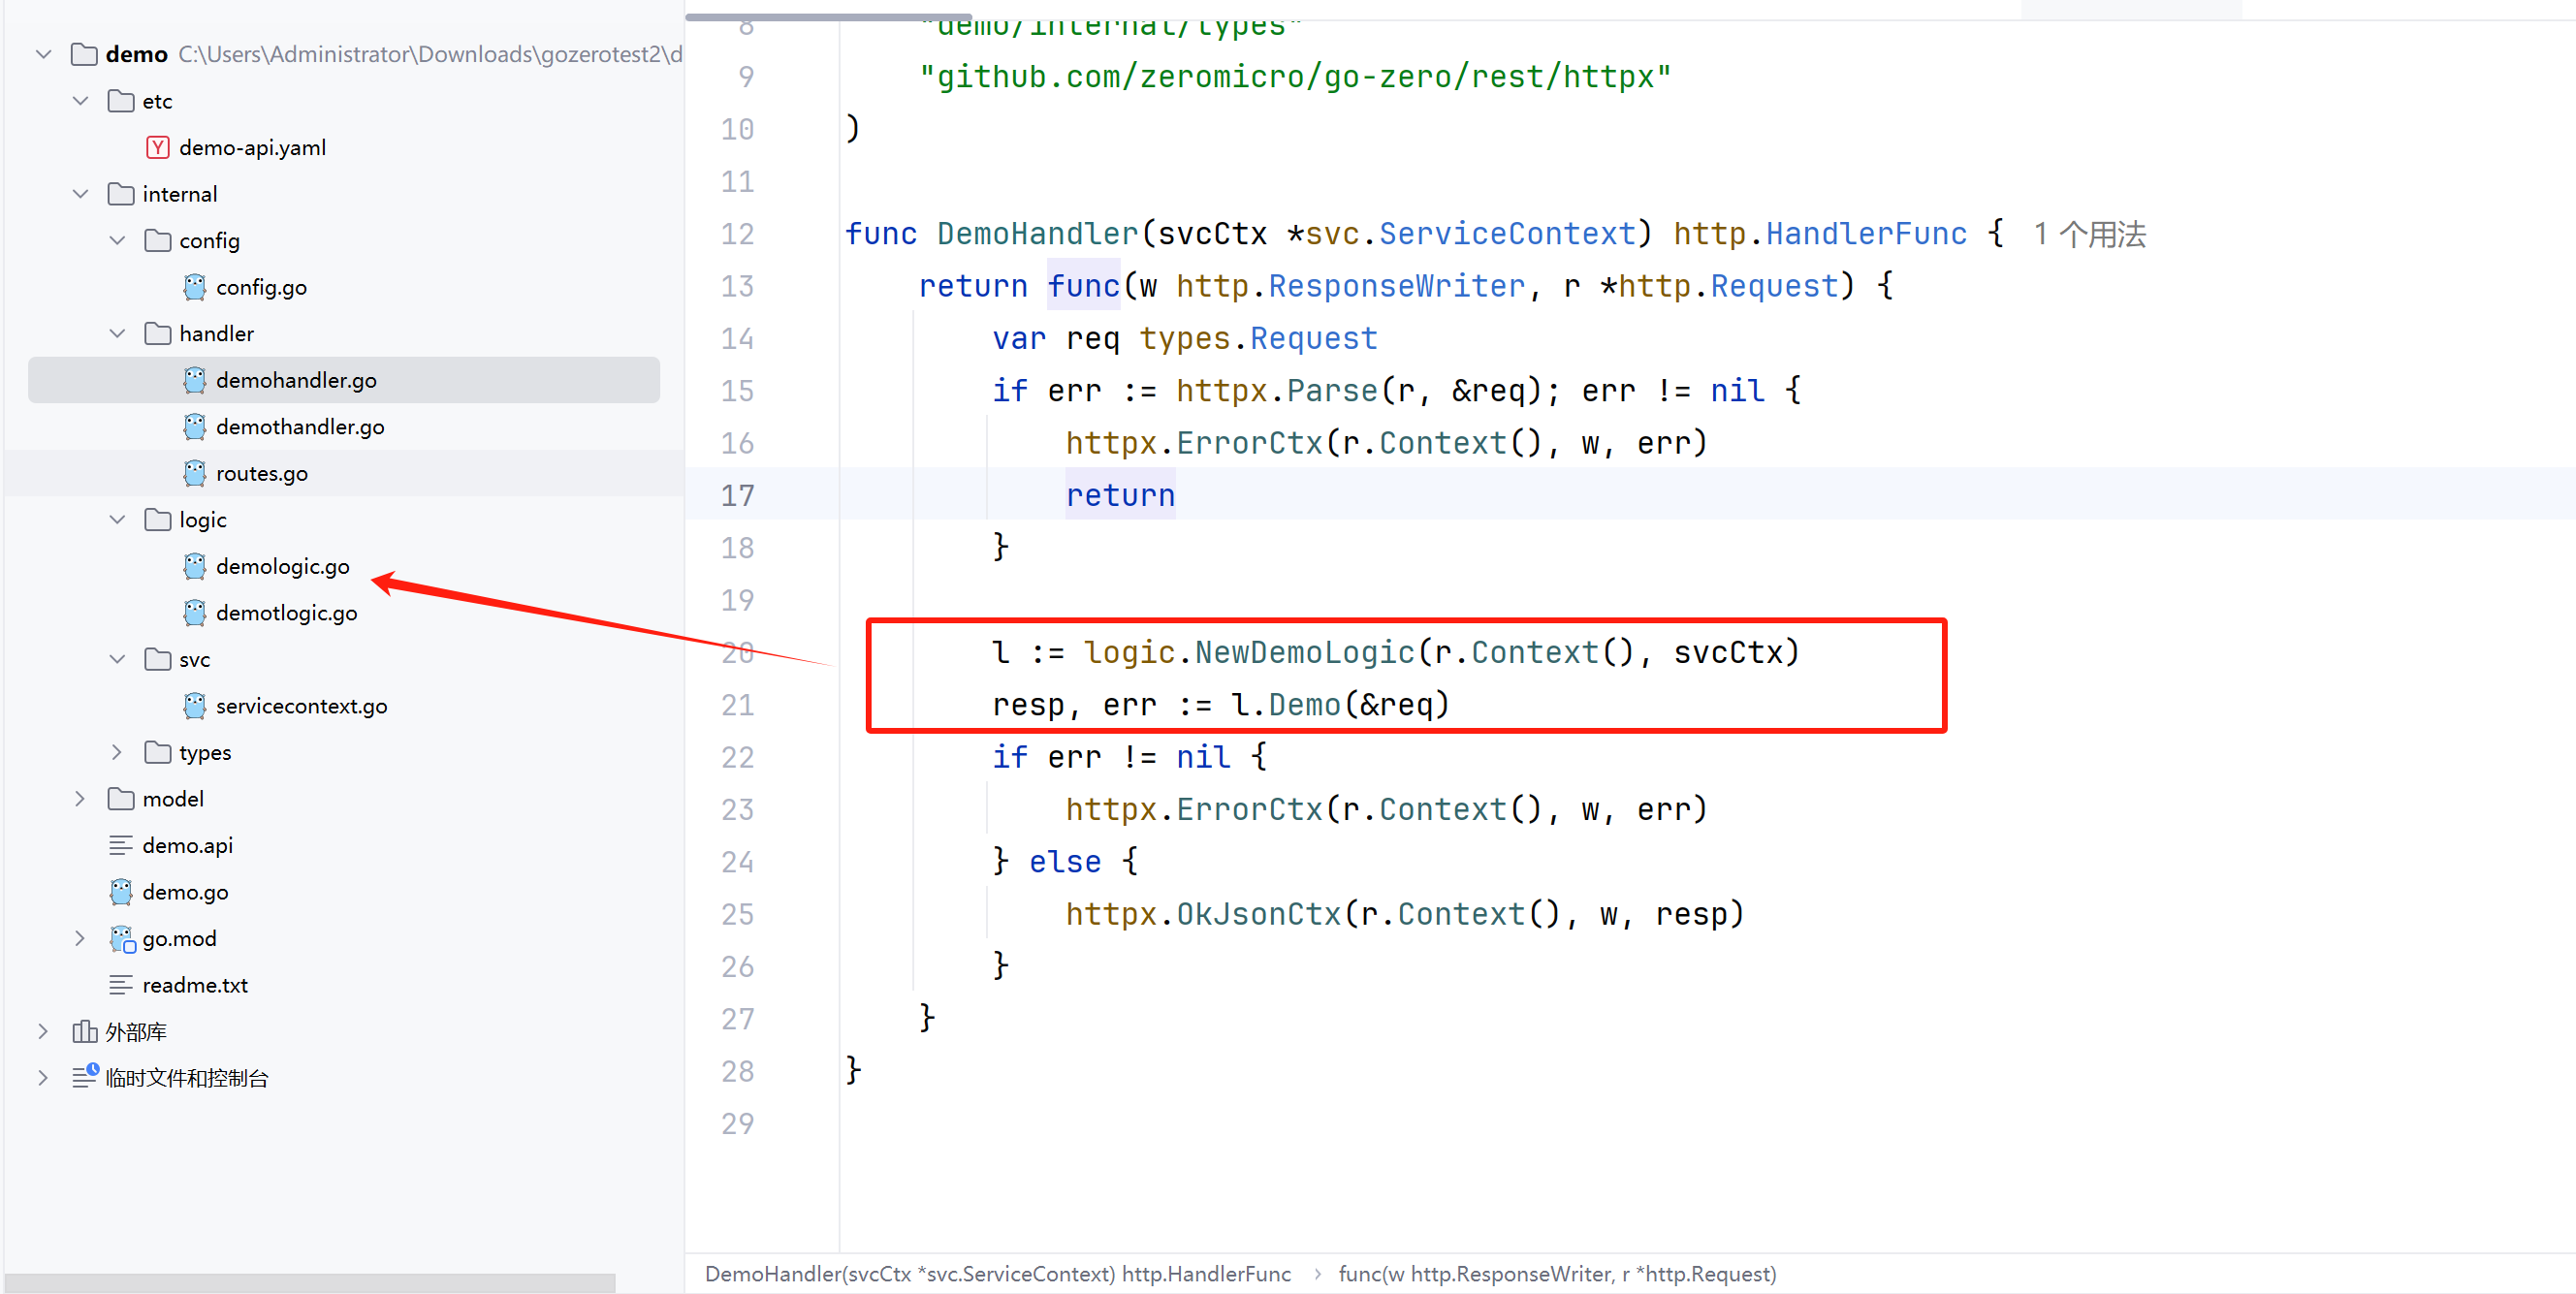 demo C:\Users\Administrator\Downloads\gozerotest2\d
etc
demo-api.yaml
internal
config
config.go
handler
demohandler.go
demothandler.go
routes.go
logic
demologic.go
demotlogic.go
svc
servicecontext.go
types
model
demo.api
demo.go
go.mod
readme.txt
外部库
临时文件和控制台
8 "demo/internal/types"
9 "github.com/zeromicro/go-zero/rest/httpx"
10 )
11
12 func DemoHandler(svcCtx *svc.ServiceContext) http.HandlerFunc { 1 个用法
13 return func(w http.ResponseWriter, r *http.Request) {
14 var req types.Request
15 if err := httpx.Parse(r, &req); err != nil {
16 httpx.ErrorCtx(r.Context(), w, err)
17 return
18 }
19
20 l := logic.NewDemoLogic(r.Context(), svcCtx)
21 resp, err := l.Demo(&req)
22 if err != nil {
23 httpx.ErrorCtx(r.Context(), w, err)
24 } else {
25 httpx.OkJsonCtx(r.Context(), w, resp)
26 }
27 }
28 }
29
DemoHandler(svcCtx *svc.ServiceContext) http.HandlerFunc › func(w http.ResponseWriter, r *http.Request)